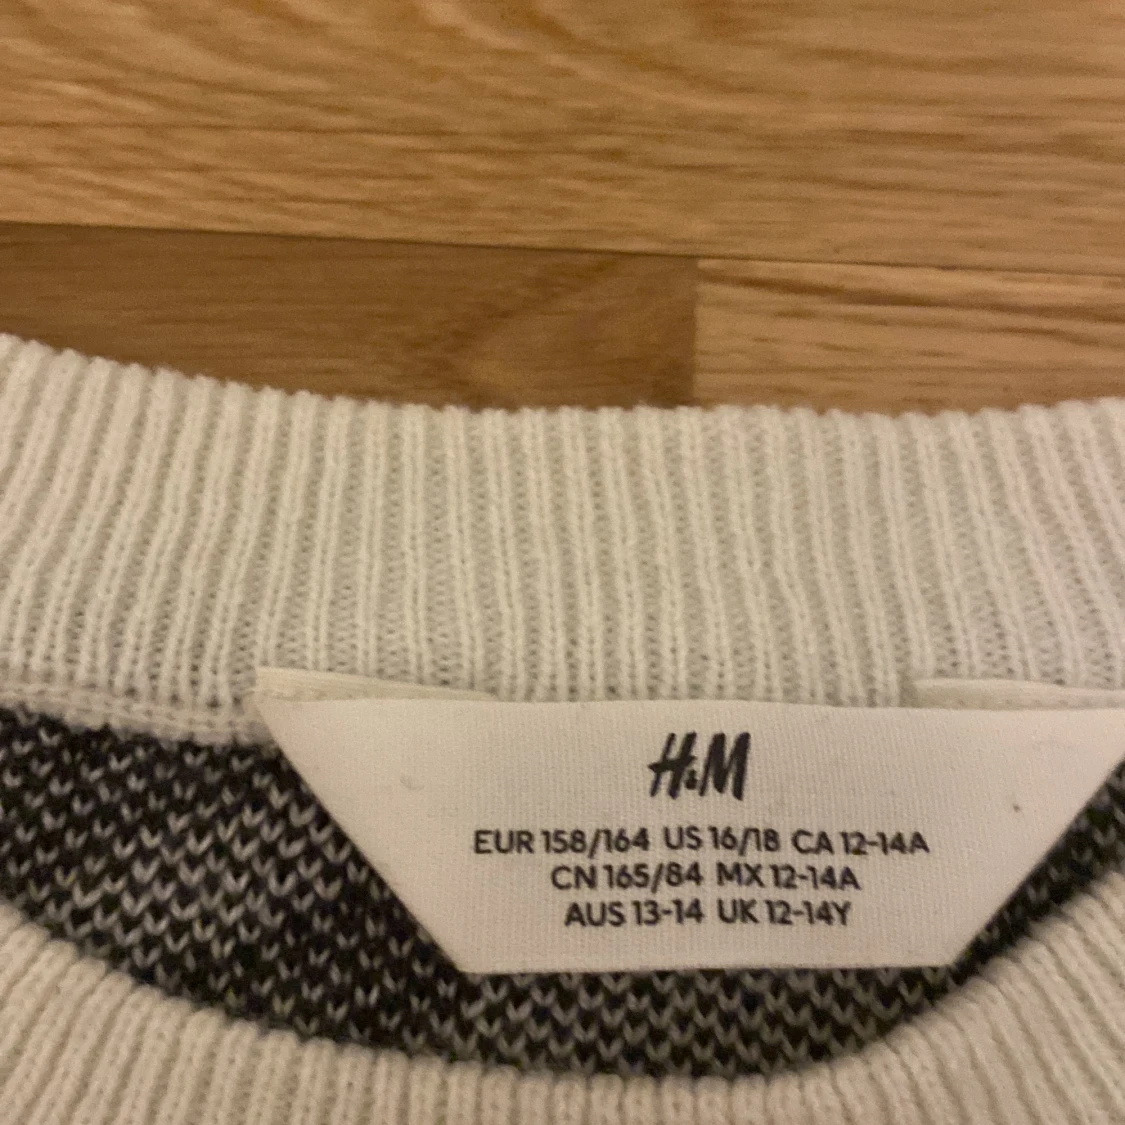 H&M
EUR 158/164 US 16/18 CA 12-14A
CN 165/84 MX 12-14A
AUS 13-14 UK 12-14Y